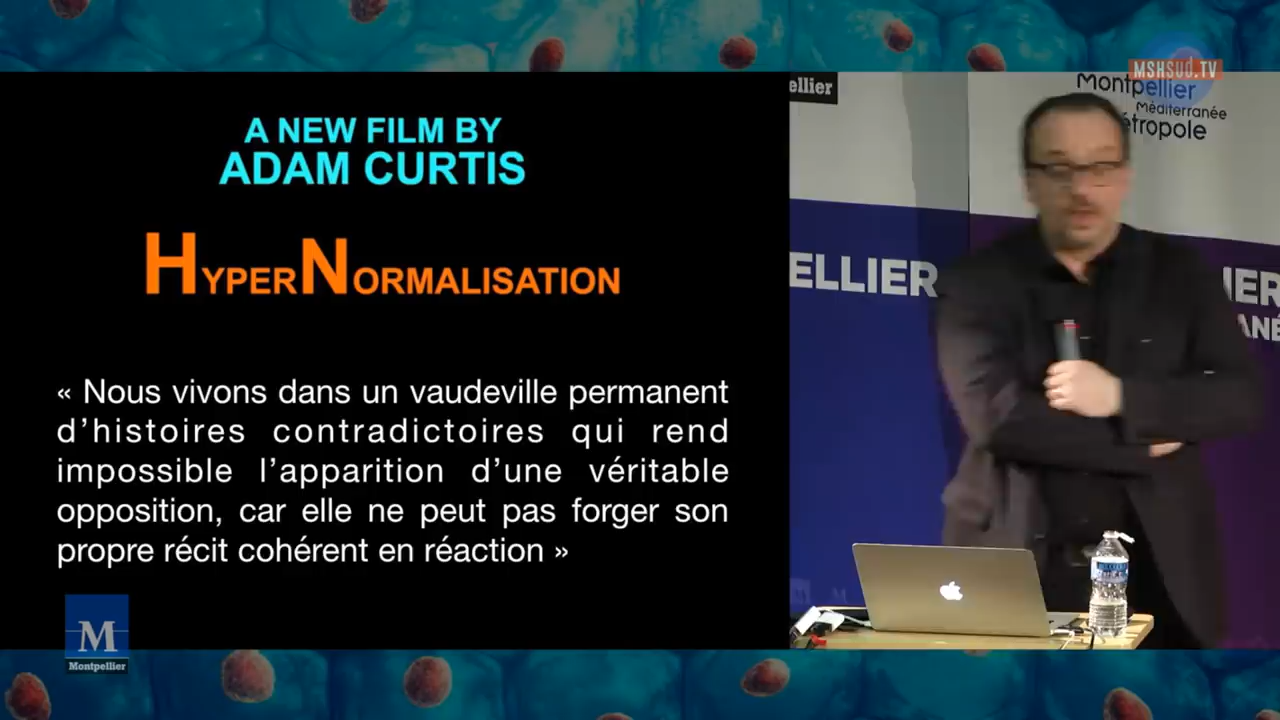 MSHSUD.TV
ellier
Montpellier
Méditerranée
étropole
A NEW FILM BY
ADAM CURTIS
HYPERNORMALISATION
« Nous vivons dans un vaudeville permanent
d’histoires contradictoires qui rend
impossible l’apparition d’une véritable
opposition, car elle ne peut pas forger son
propre récit cohérent en réaction »
ELLIER
IER
ANÉ
M
Montpellier